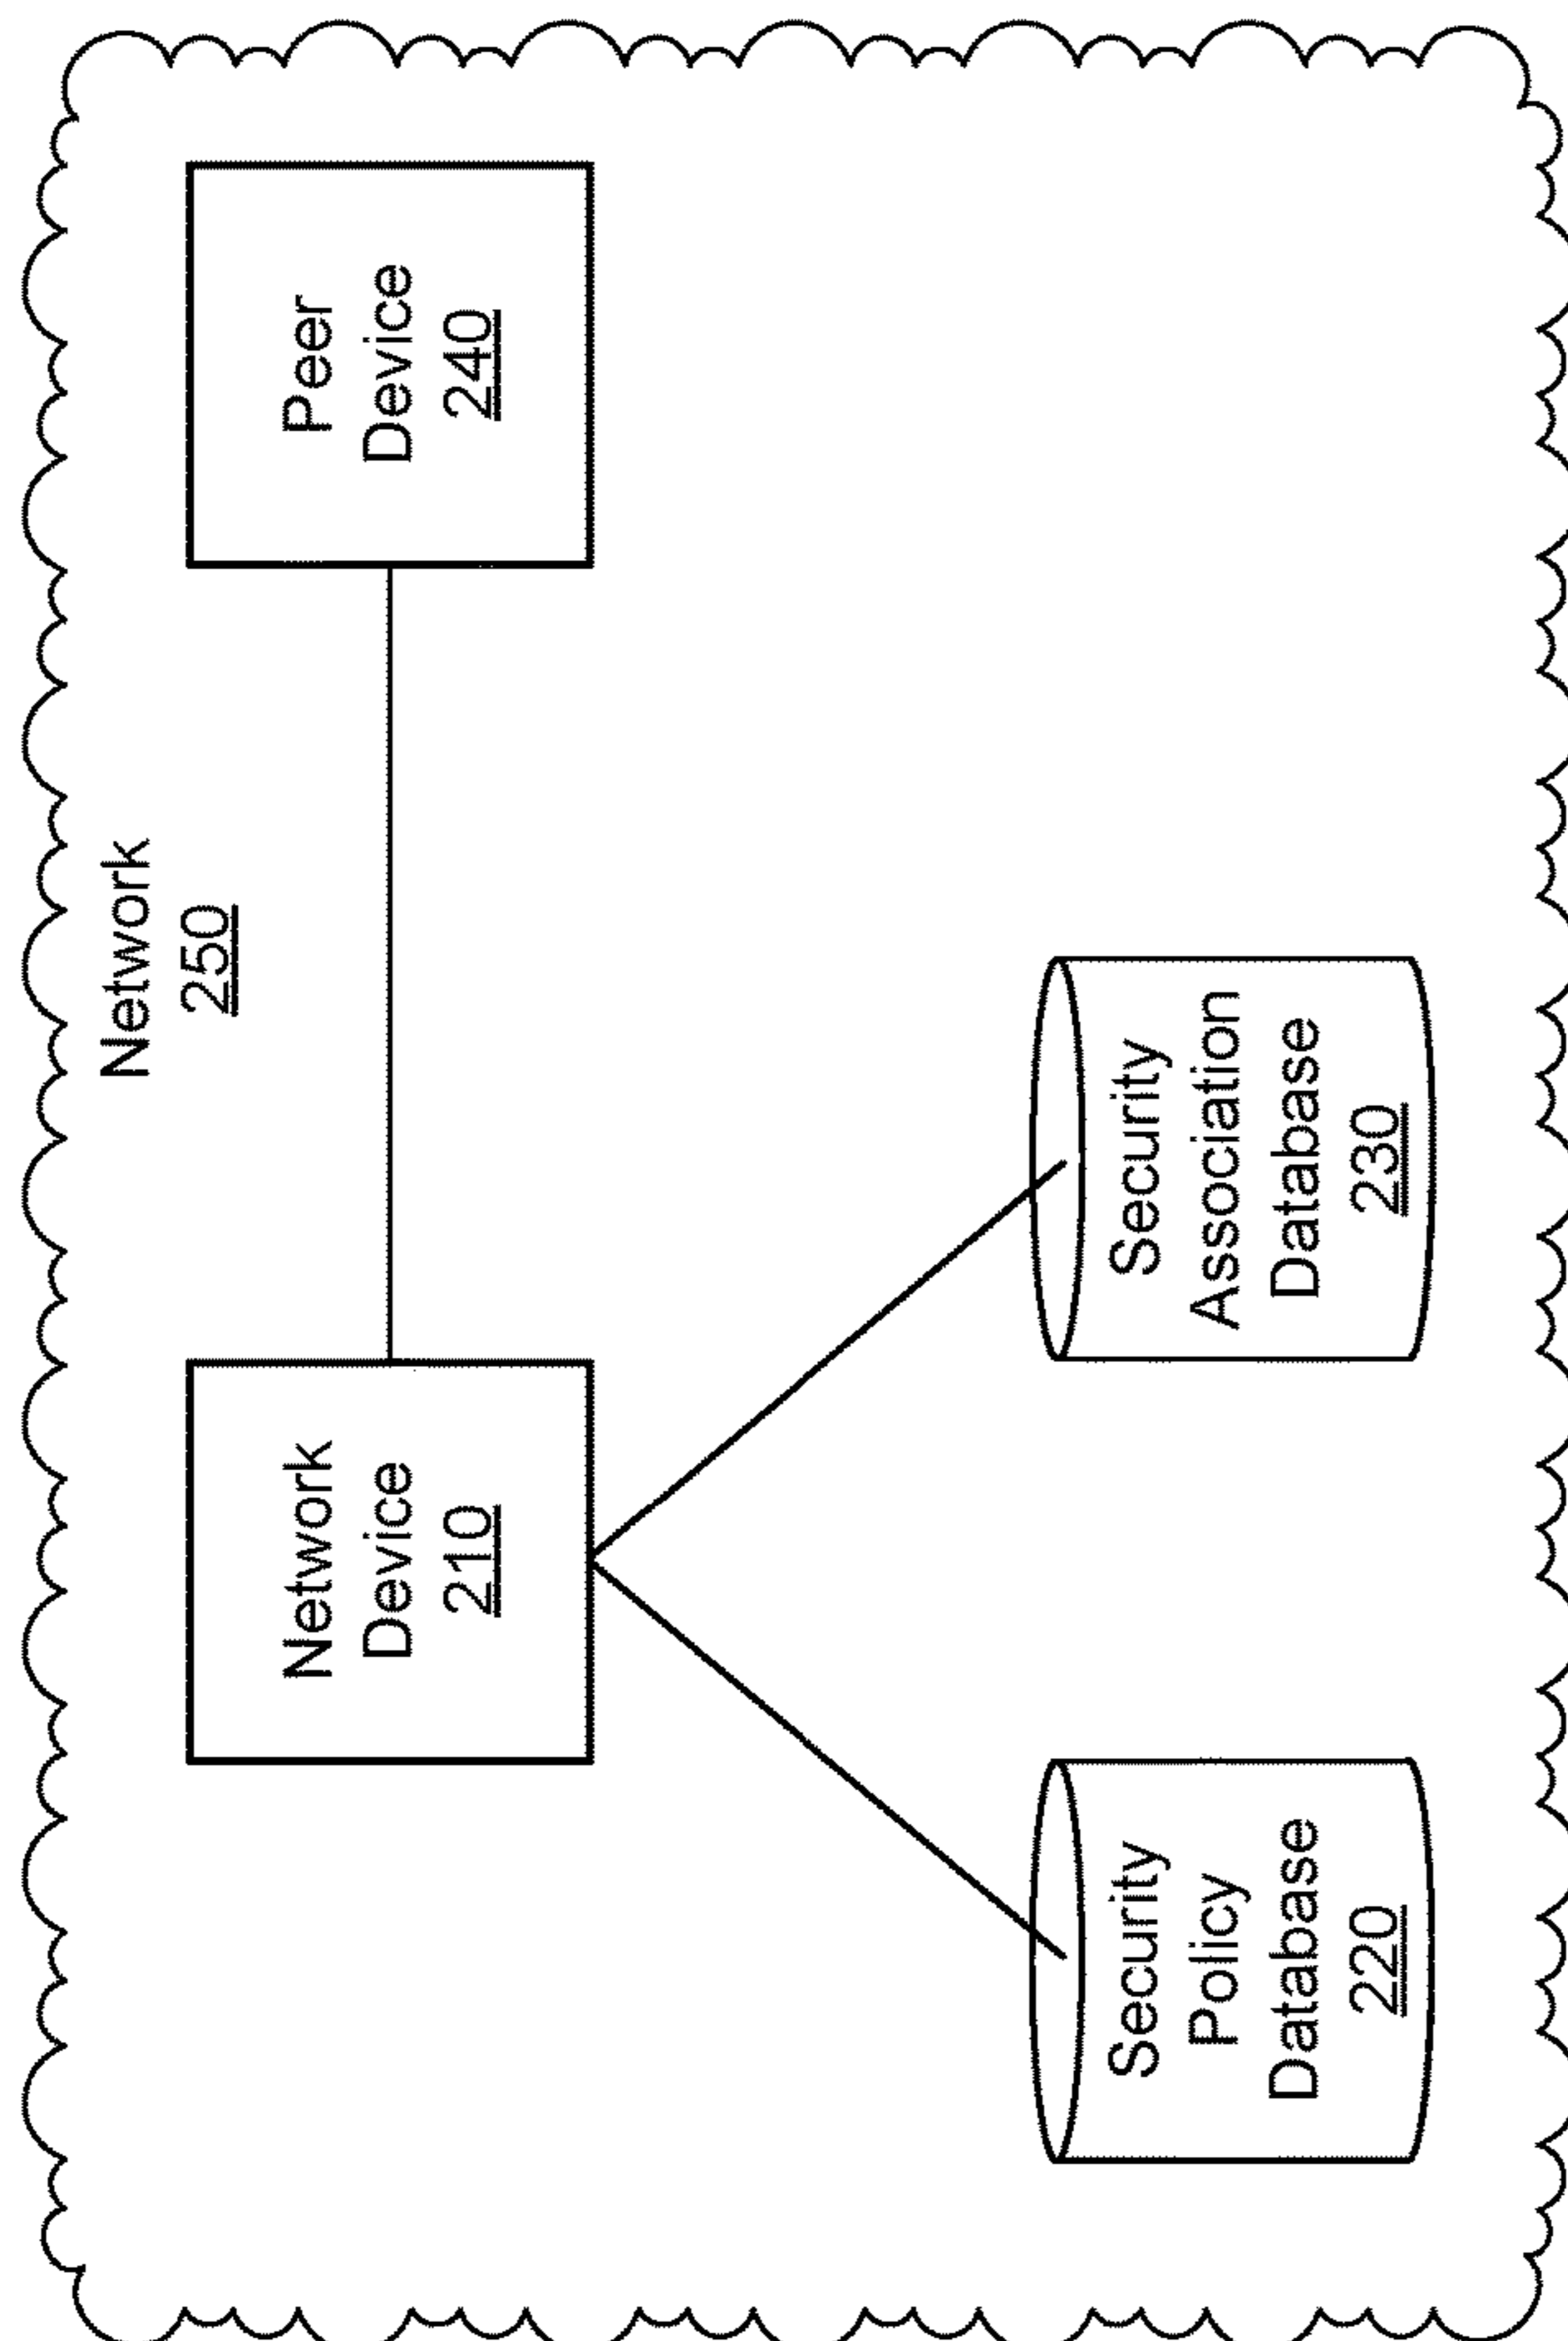 Network
250
Network
Device
210
Peer
Device
240
Security
Policy
Database
220
Security
Association
Database
230